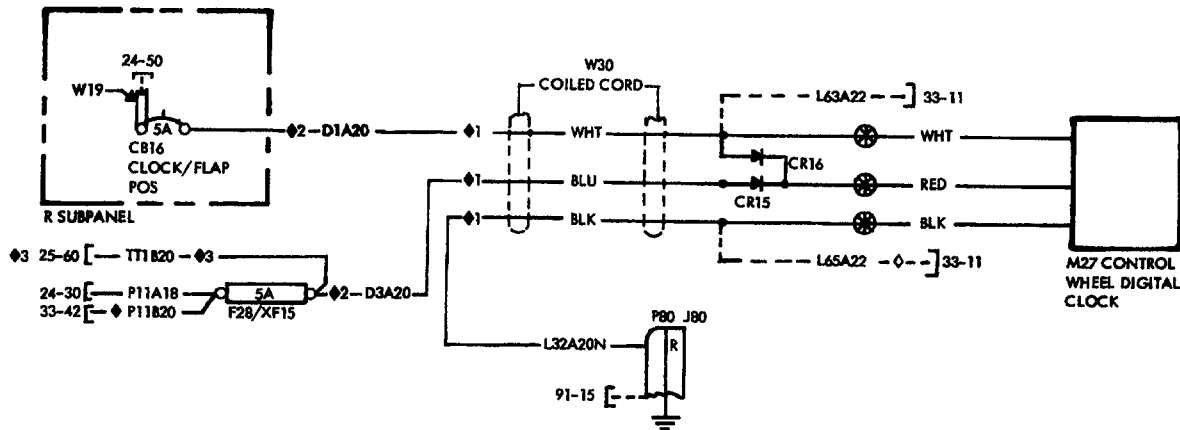 24-50
W19
5A
CB16
CLOCK/FLAP
POS
R SUBPANEL
◆2-D1A20
◆1
W30
COILED CORD
WHT
L63A22
33-11
WHT
CR16
◆1
BLU
CR15
RED
◆1
BLK
BLK
L65A22 -◇-
33-11
M27 CONTROL
WHEEL DIGITAL
CLOCK
◆3 25-60 [ TT1B20 ◆3
24-30 [ P11A18
33-42 [ ◆ P11B20
5A
F28/XF15
◆2-D3A20
L32A20N
P80 J80
R
91-15